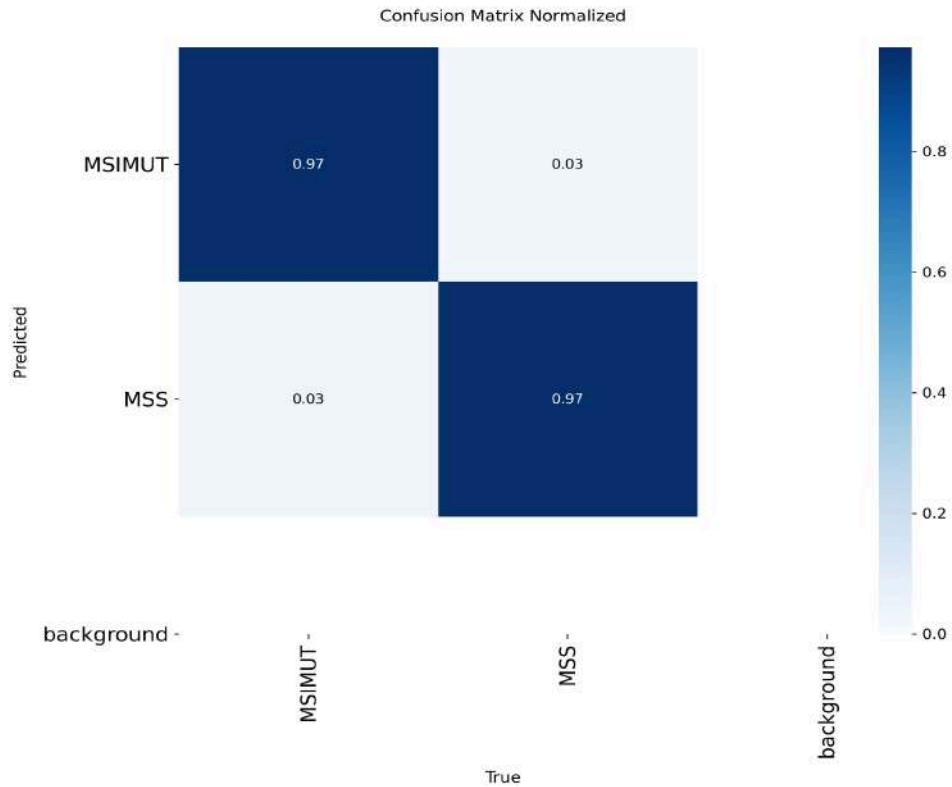 Confusion Matrix Normalized
MSIMUT
0.97
0.03
0.8
0.6
Predicted
MSS
0.03
0.97
0.4
0.2
background
0.0
MSIMUT
MSS
background
True